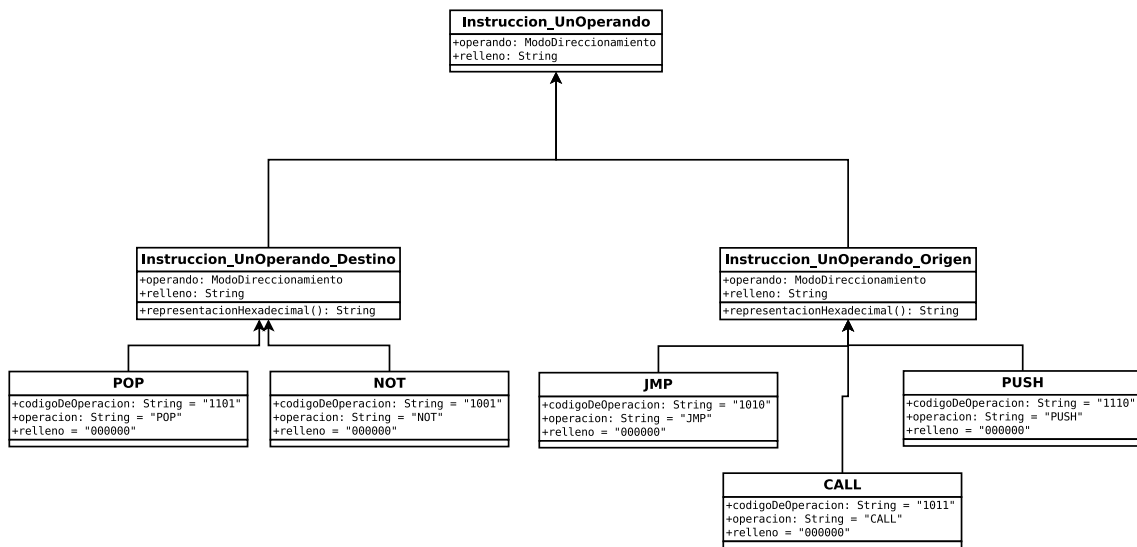 Instruccion_UnOperando
+operando: ModoDireccionamiento
+relleno: String
Instruccion_UnOperando_Destino
+operando: ModoDireccionamiento
+relleno: String
+representacionHexadecimal(): String
Instruccion_UnOperando_Origen
+operando: ModoDireccionamiento
+relleno: String
+representacionHexadecimal(): String
POP
+codigoDeOperacion: String = "1101"
+operacion: String = "POP"
+relleno = "000000"
NOT
+codigoDeOperacion: String = "1001"
+operacion: String = "NOT"
+relleno = "000000"
JMP
+codigoDeOperacion: String = "1010"
+operacion: String = "JMP"
+relleno = "000000"
PUSH
+codigoDeOperacion: String = "1110"
+operacion: String = "PUSH"
+relleno = "000000"
CALL
+codigoDeOperacion: String = "1011"
+operacion: String = "CALL"
+relleno = "000000"